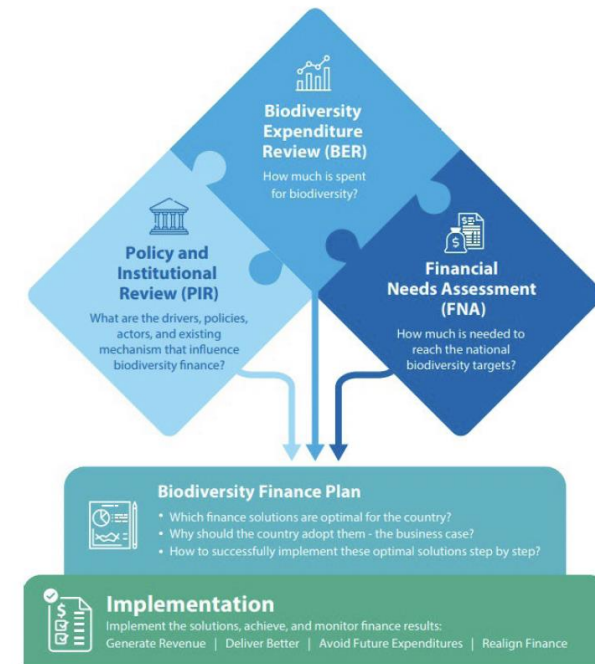 Biodiversity
Expenditure
Review (BER)
How much is spent
for biodiversity?
Policy and
Institutional
Review (PIR)
What are the drivers, policies,
actors, and existing
mechanism that influence
biodiversity finance?
Financial
Needs Assessment
(FNA)
How much is needed to
reach the national
biodiversity targets?
Biodiversity Finance Plan
• Which finance solutions are optimal for the country?
• Why should the country adopt them - the business case?
• How to successfully implement these optimal solutions step by step?
Implementation
Implement the solutions, achieve, and monitor finance results:
Generate Revenue | Deliver Better | Avoid Future Expenditures | Realign Finance